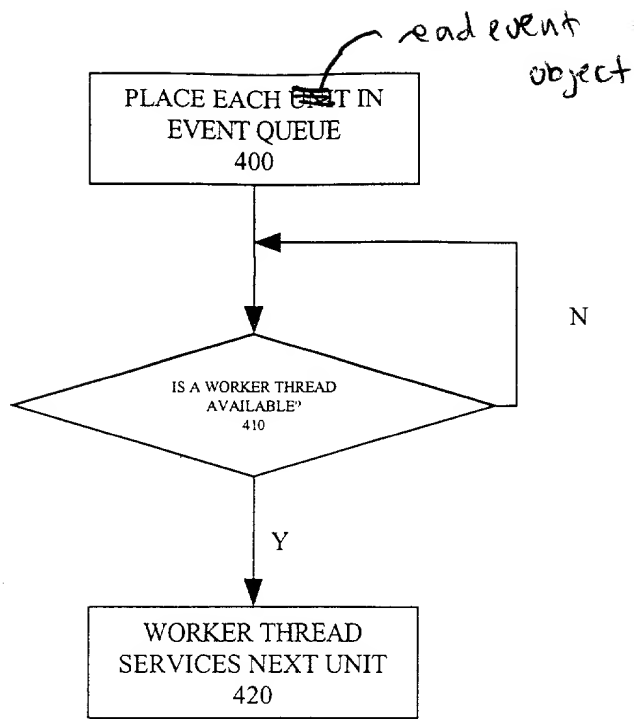 read event
object
PLACE EACH UNIT IN
EVENT QUEUE
400
N
IS A WORKER THREAD
AVAILABLE?
410
Y
WORKER THREAD
SERVICES NEXT UNIT
420